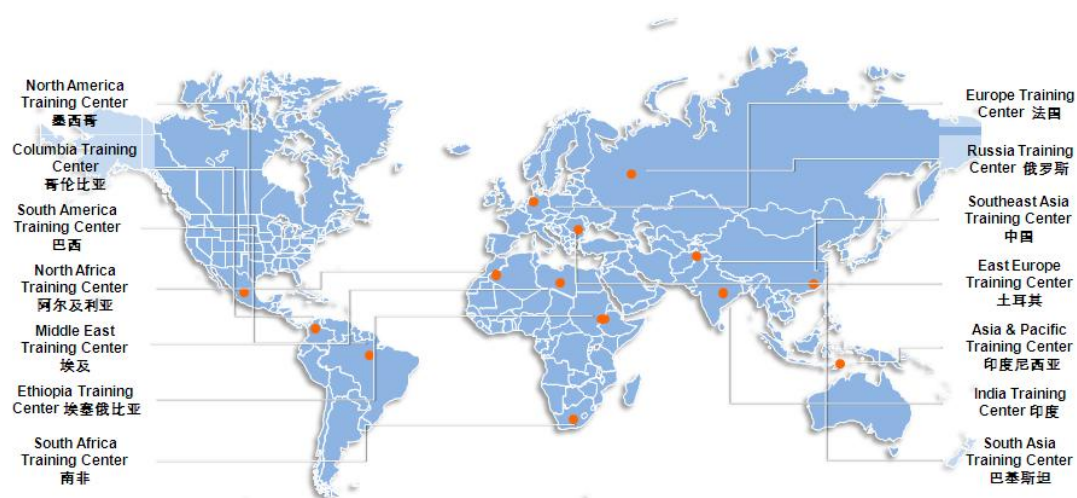 North America
Training Center
墨西哥
Columbia Training
Center
哥伦比亚
South America
Training Center
巴西
North Africa
Training Center
阿尔及利亚
Middle East
Training Center
埃及
Ethiopia Training
Center 埃塞俄比亚
South Africa
Training Center
南非
Europe Training
Center 法国
Russia Training
Center 俄罗斯
Southeast Asia
Training Center
中国
East Europe
Training Center
土耳其
Asia & Pacific
Training Center
印度尼西亚
India Training
Center 印度
South Asia
Training Center
巴基斯坦